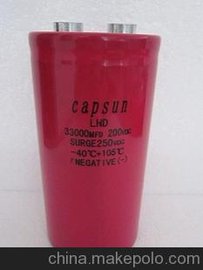 capsun
LHD
33000MFD 200VDC
SURGE250VDC
-40℃+105℃
/NEGATIVE(-)
china.makepolo.com